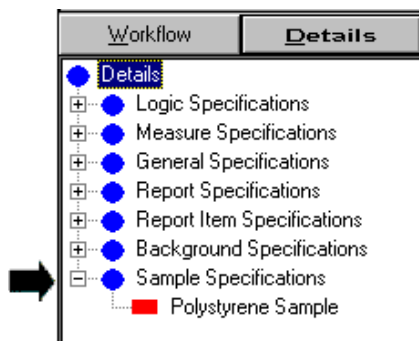 Workflow Details
Details
Logic Specifications
Measure Specifications
General Specifications
Report Specifications
Report Item Specifications
Background Specifications
Sample Specifications
Polystyrene Sample